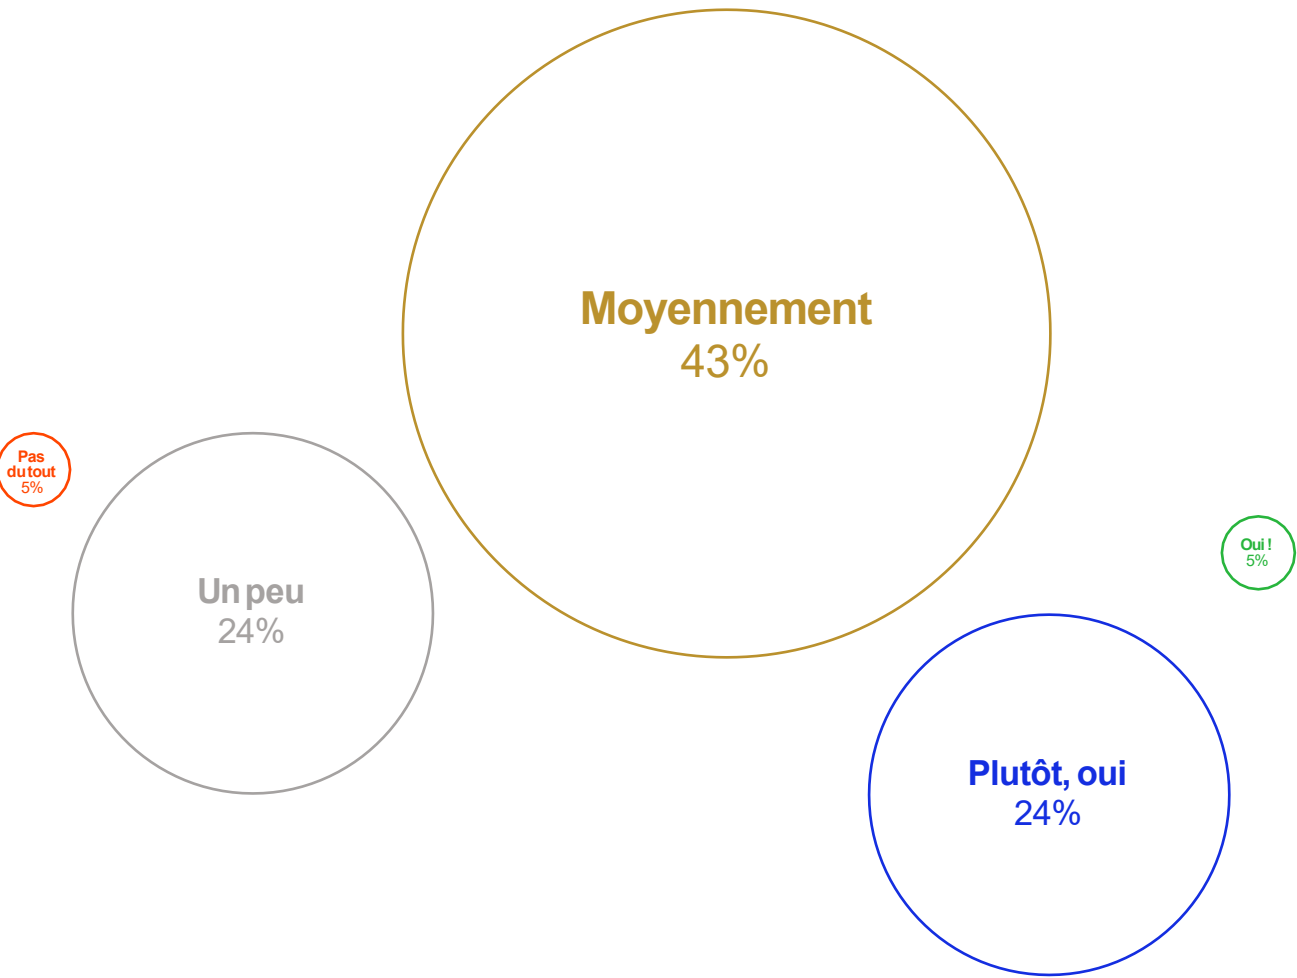 Moyennement
43%
Pas
du tout
5%
Un peu
24%
Oui !
5%
Plutôt, oui
24%